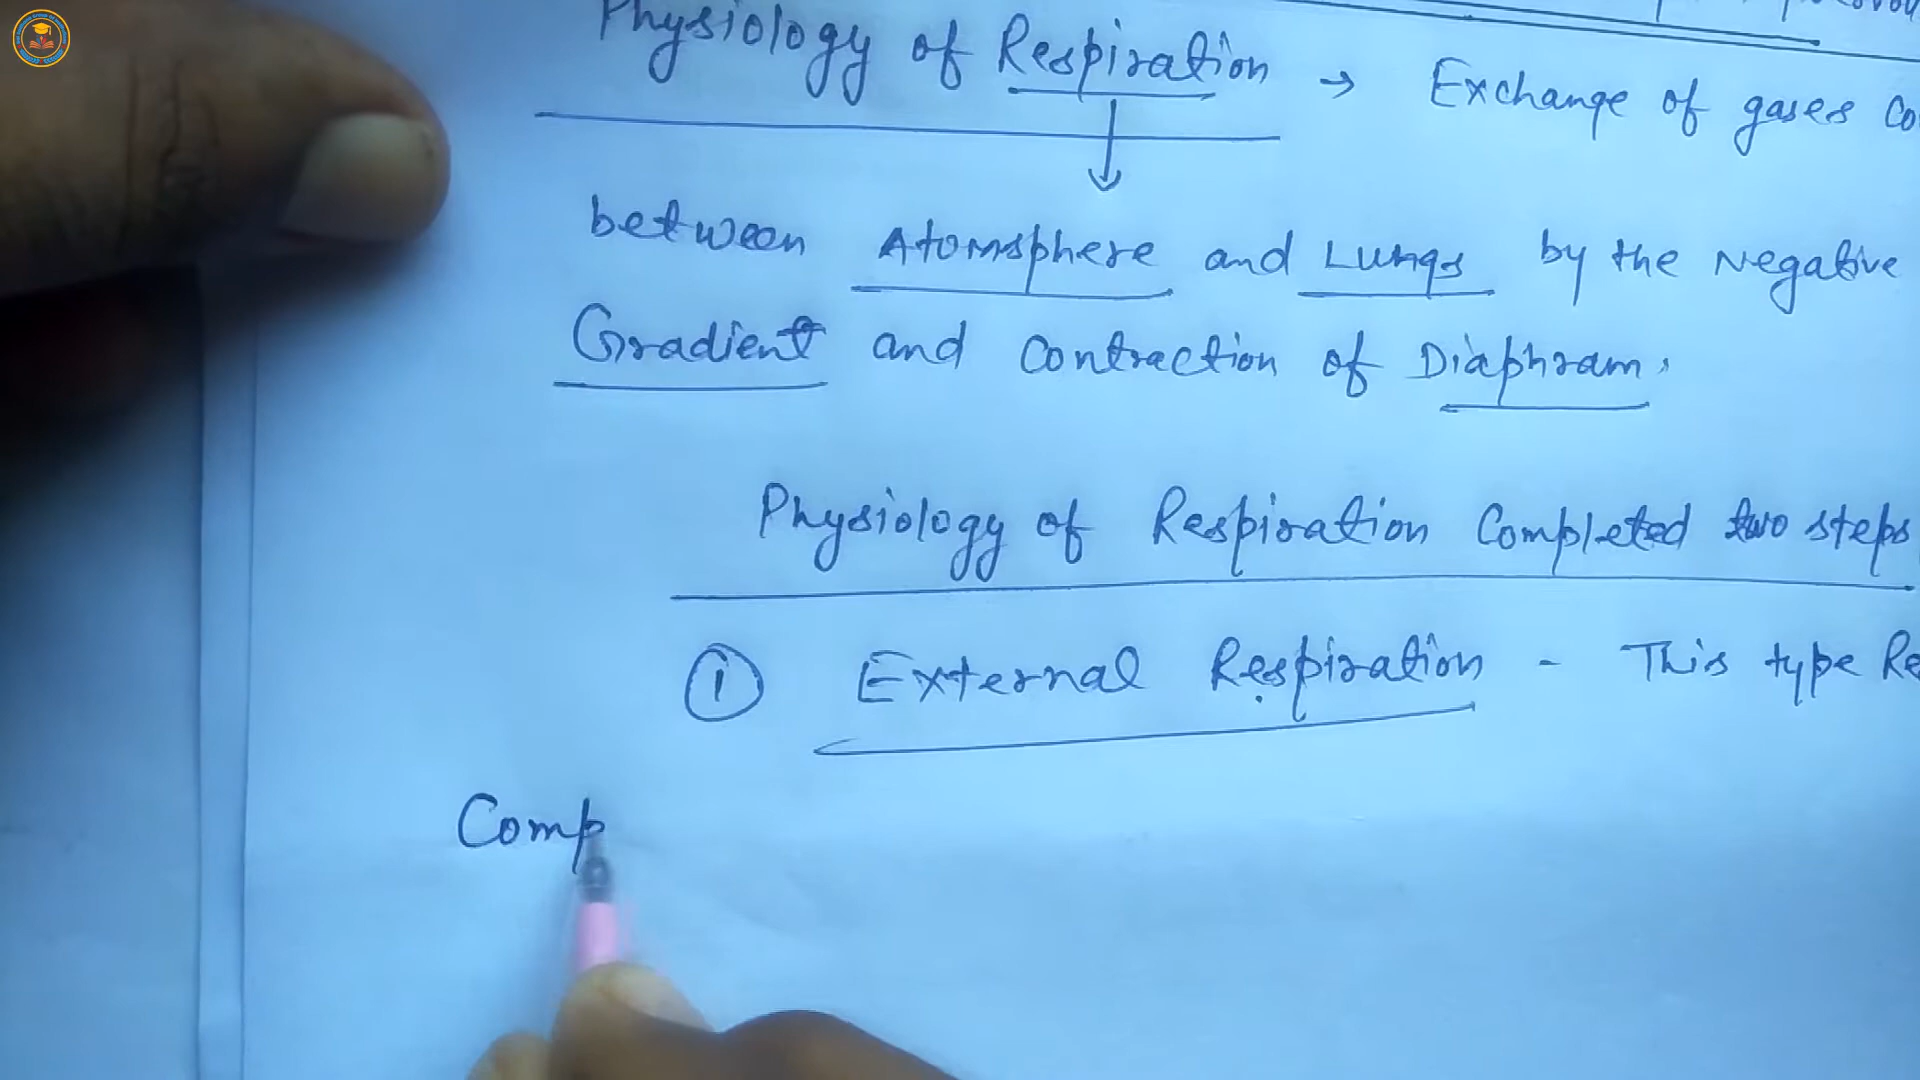 Physiology of Respiration → Exchange of gases
between Atomsphere and Lungs by the Negative
Gradient and Contraction of Diaphram.
Physiology of Respiration Completed two steps
① External Respiration - This type
Comp